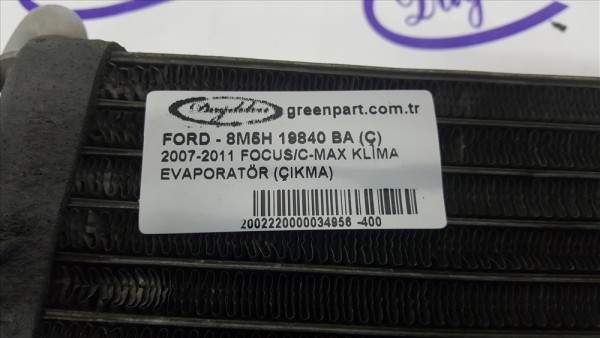 greenpart.com.tr
FORD - 8M5H 19840 BA (Ç)
2007-2011 FOCUS/C-MAX KLİMA
EVAPORATÖR (ÇIKMA)
2002220000034956 -400